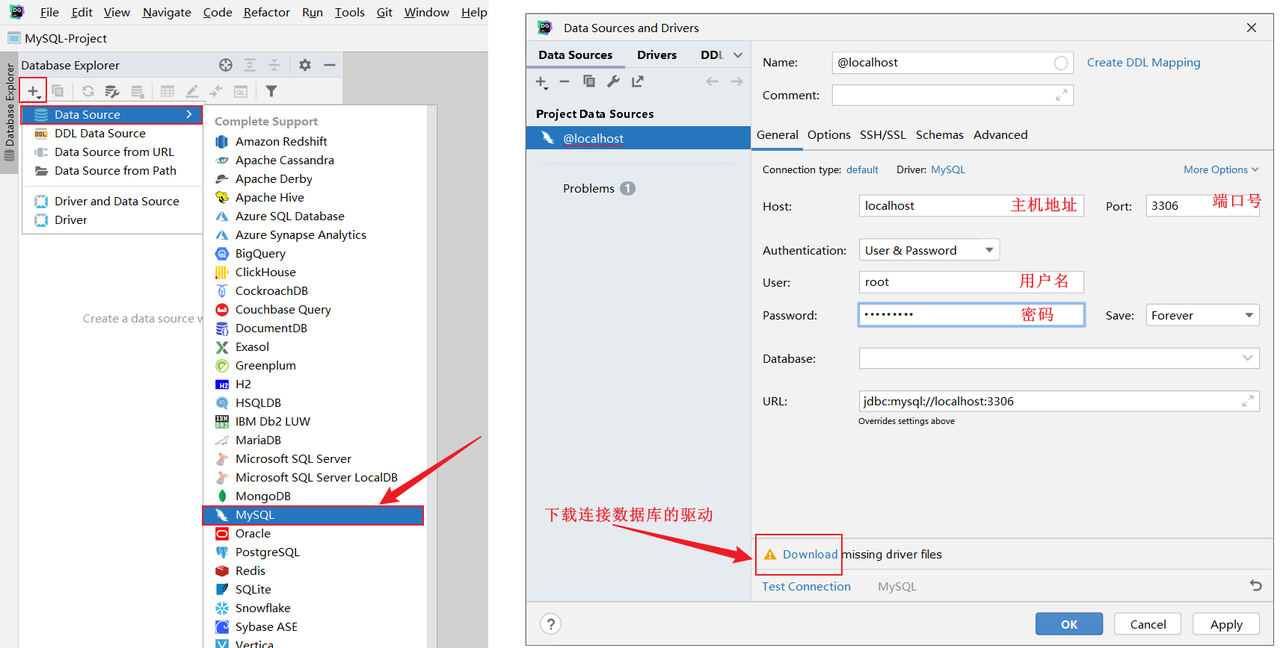 File Edit View Navigate Code Refactor Run Tools Git Window Help
MySQL-Project
Database Explorer
Database Explorer
Data Source
DDL Data Source
Data Source from URL
Data Source from Path
Driver and Data Source
Driver
Create a data source w
Complete Support
Amazon Redshift
Apache Cassandra
Apache Derby
Apache Hive
Azure SQL Database
Azure Synapse Analytics
BigQuery
ClickHouse
CockroachDB
Couchbase Query
DocumentDB
Exasol
Greenplum
H2
HSQLDB
IBM Db2 LUW
MariaDB
Microsoft SQL Server
Microsoft SQL Server LocalDB
MongoDB
MySQL
Oracle
PostgreSQL
Redis
SQLite
Snowflake
Sybase ASE
Vertica
Data Sources and Drivers
Data Sources Drivers DDL
Project Data Sources
@localhost
Problems 1
Name: @localhost Create DDL Mapping
Comment:
General Options SSH/SSL Schemas Advanced
Connection type: default Driver: MySQL More Options
Host: localhost 主机地址 Port: 3306 端口号
Authentication: User & Password
User: root 用户名
Password: ••••••••• 密码 Save: Forever
Database:
URL: jdbc:mysql://localhost:3306
Overrides settings above
下载连接数据库的驱动
Download missing driver files
Test Connection MySQL
? OK Cancel Apply